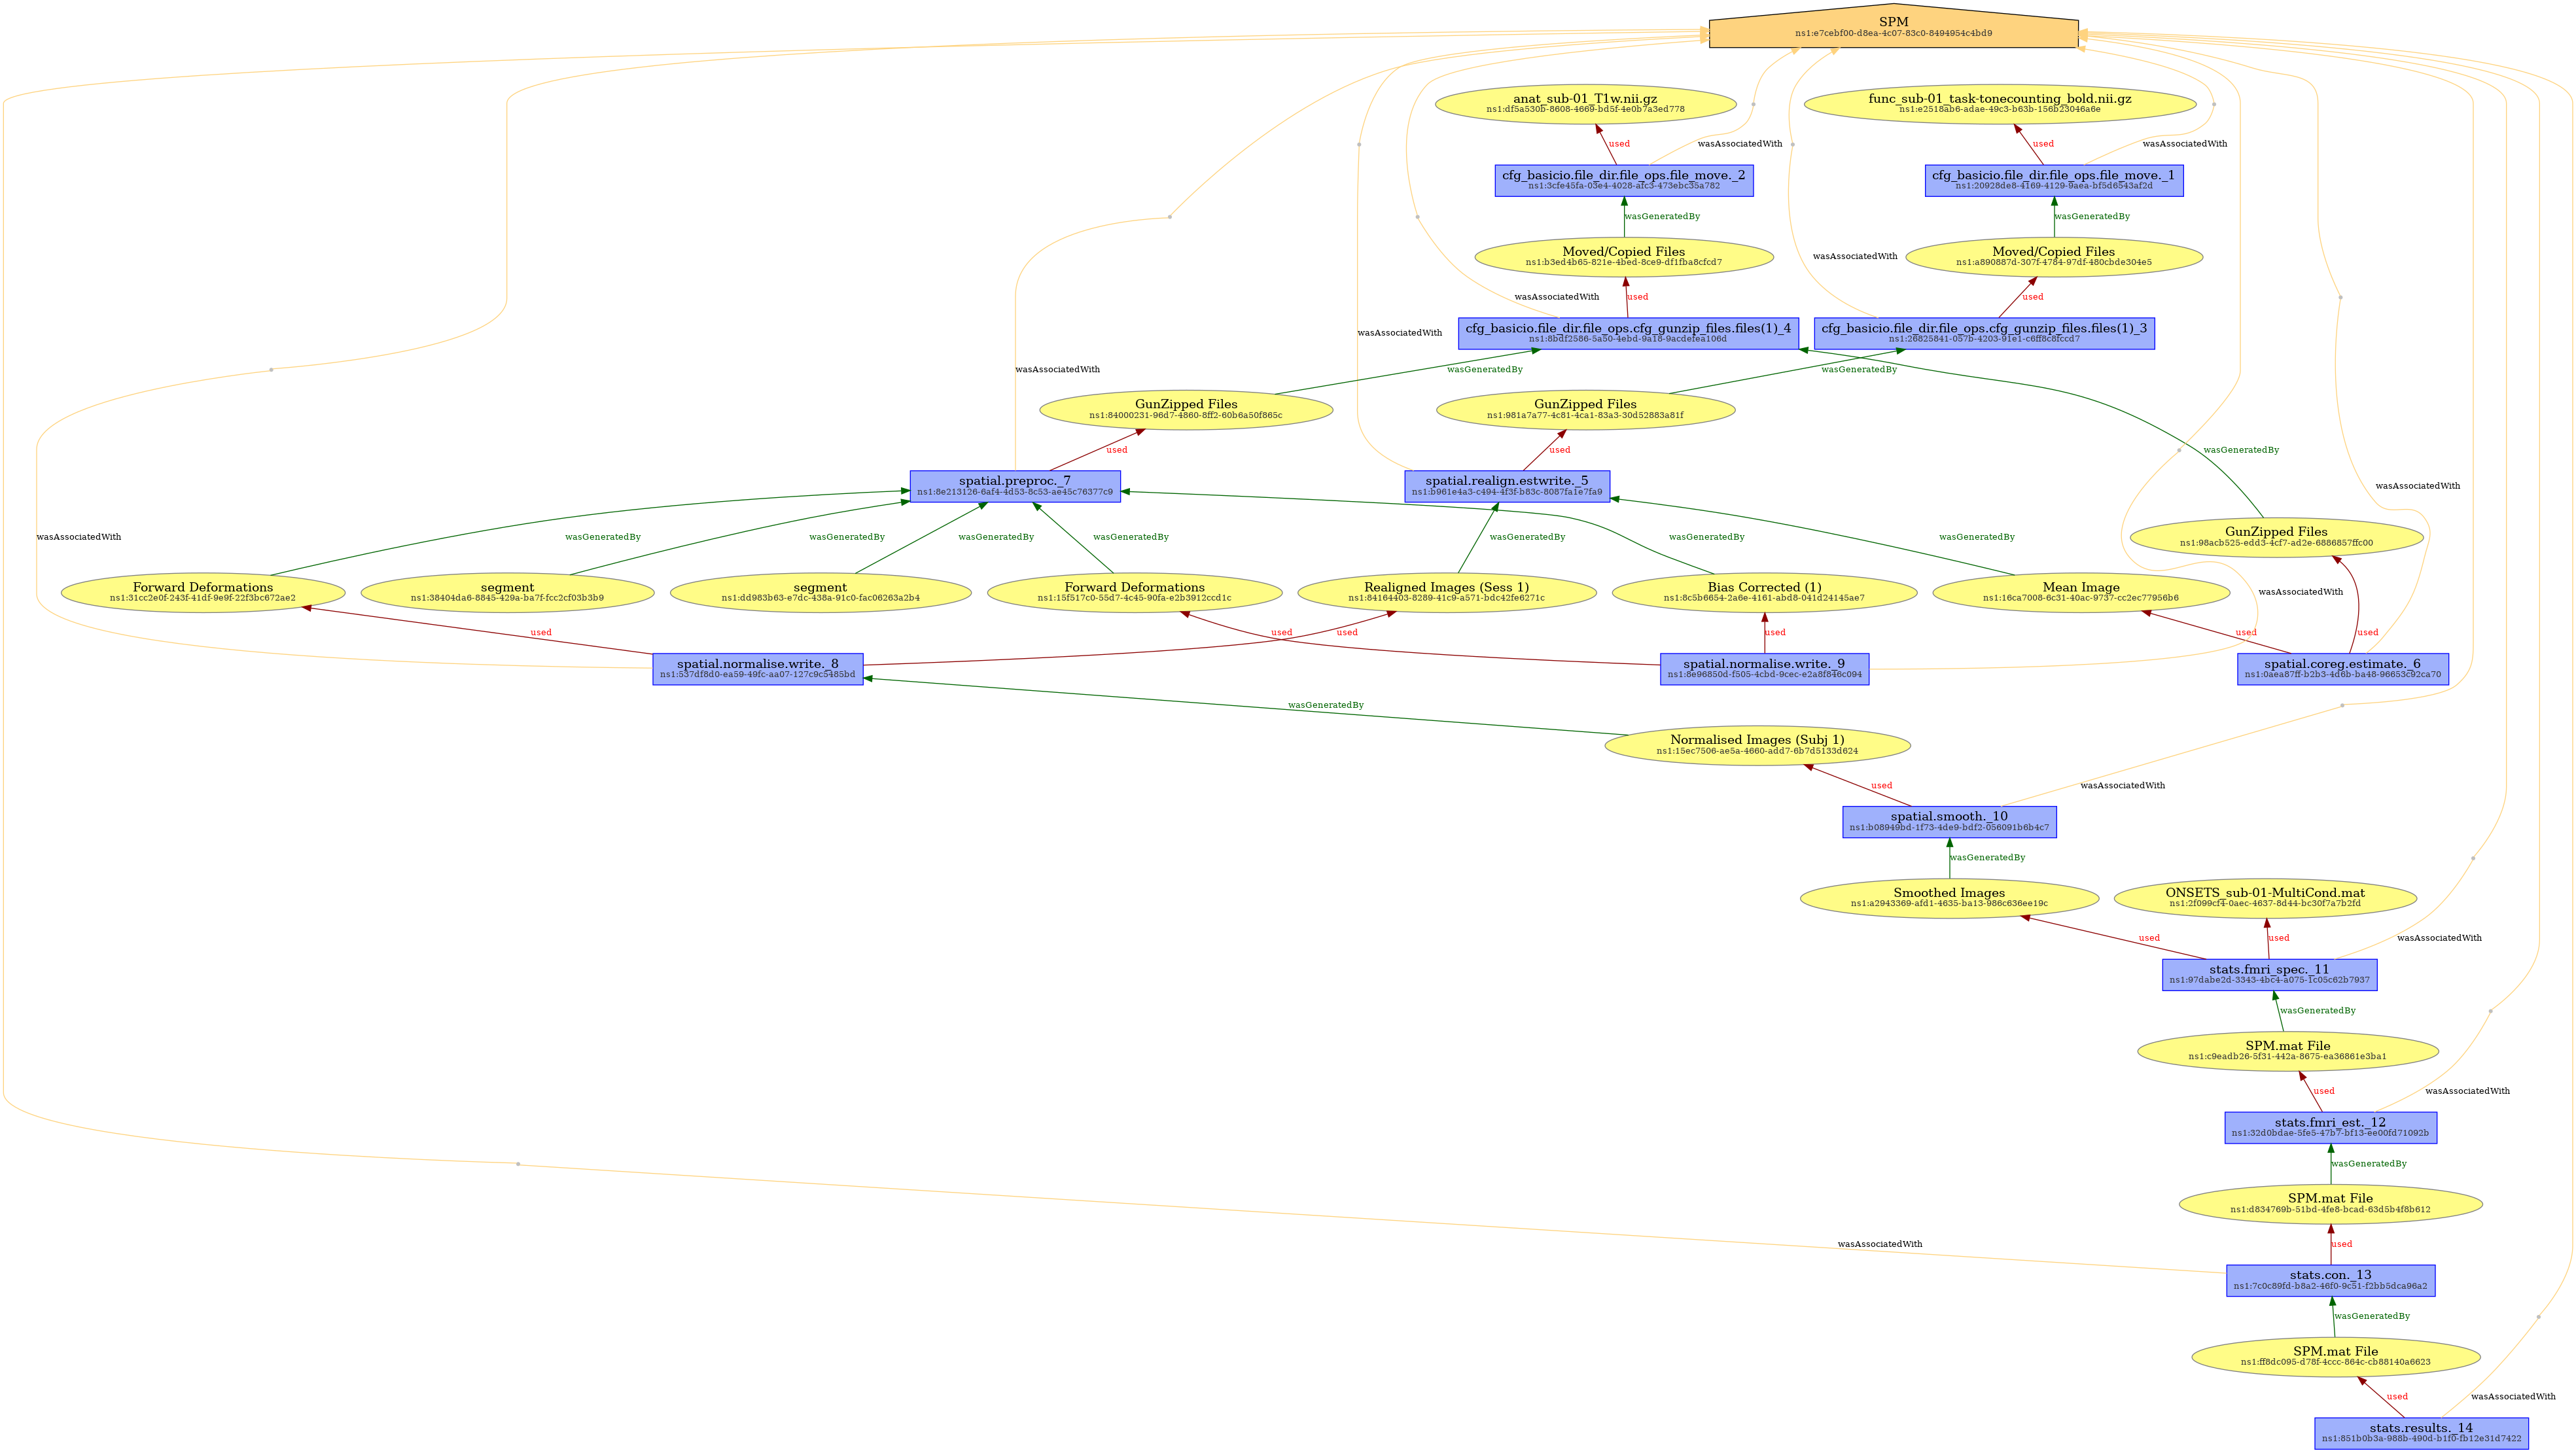 SPM
ns1:e7cebf00-d8ea-4c07-83c0-8494954c4bd9
anat_sub-01_T1w.nii.gz
ns1:df5a530b-8608-4669-bd5f-4e0b7a3ed778
func_sub-01_task-tonecounting_bold.nii.gz
ns1:e2518ab6-adae-49c3-b63b-156b23046a6e
used
wasAssociatedWith
used
wasAssociatedWith
cfg_basicio.file_dir.file_ops.file_move._2
ns1:3cfe45fa-03e4-4028-afc3-473ebc35a782
cfg_basicio.file_dir.file_ops.file_move._1
ns1:20928de8-4169-4129-9aea-bf5d6543af2d
wasGeneratedBy
wasGeneratedBy
Moved/Copied Files
ns1:b3ed4b65-821e-4bed-8ce9-df1fba8cfcd7
Moved/Copied Files
ns1:a890887d-307f-4784-97df-480cbde304e5
wasAssociatedWith
wasAssociatedWith
used
used
cfg_basicio.file_dir.file_ops.cfg_gunzip_files.files(1)_4
ns1:8bdf2586-5a50-4ebd-9a18-9acdefea106d
cfg_basicio.file_dir.file_ops.cfg_gunzip_files.files(1)_3
ns1:26825841-057b-4203-91e1-c6ff8c8fccd7
wasAssociatedWith
wasAssociatedWith
wasGeneratedBy
wasGeneratedBy
GunZipped Files
ns1:84000231-96d7-4860-8ff2-60b6a50f865c
GunZipped Files
ns1:981a7a77-4c81-4ca1-83a3-30d52883a81f
used
used
wasGeneratedBy
spatial.preproc._7
ns1:8e213126-6af4-4d53-8c53-ae45c76377c9
spatial.realign.estwrite._5
ns1:b961e4a3-c494-4f3f-b83c-8087fa1e7fa9
wasAssociatedWith
wasAssociatedWith
wasGeneratedBy
wasGeneratedBy
wasGeneratedBy
wasGeneratedBy
wasGeneratedBy
wasGeneratedBy
wasGeneratedBy
GunZipped Files
ns1:98acb525-edd3-4cf7-ad2e-6886857ffc00
Forward Deformations
ns1:31cc2e0f-243f-41df-9e9f-22f3bc672ae2
segment
ns1:38404da6-8845-429a-ba7f-fcc2cf03b3b9
segment
ns1:dd983b63-e7dc-438a-91c0-fac06263a2b4
Forward Deformations
ns1:15f517c0-55d7-4c45-90fa-e2b3912ccd1c
Realigned Images (Sess 1)
ns1:84164403-8289-41c9-a571-bdc42fe6271c
Bias Corrected (1)
ns1:8c5b6654-2a6e-4161-abd8-041d24145ae7
Mean Image
ns1:16ca7008-6c31-40ac-9737-cc2ec77956b6
wasAssociatedWith
used
used
used
used
used
used
spatial.normalise.write._8
ns1:537df8d0-ea59-49fc-aa07-127c9c5485bd
spatial.normalise.write._9
ns1:8e96850d-f505-4cbd-9cec-e2a8f846c094
spatial.coreg.estimate._6
ns1:0aea87ff-b2b3-4d6b-ba48-96653c92ca70
wasGeneratedBy
Normalised Images (Subj 1)
ns1:15ec7506-ae5a-4660-add7-6b7d5133d624
used
wasAssociatedWith
spatial.smooth._10
ns1:b08949bd-1f73-4de9-bdf2-056091b6b4c7
wasGeneratedBy
Smoothed Images
ns1:a2943369-afd1-4635-ba13-986c636ee19c
ONSETS_sub-01-MultiCond.mat
ns1:2f099cf4-0aec-4637-8d44-bc30f7a7b2fd
used
used
wasAssociatedWith
stats.fmri_spec._11
ns1:97dabe2d-3343-4bc4-a075-1c05c62b7937
wasGeneratedBy
SPM.mat File
ns1:c9eadb26-5f31-442a-8675-ea36861e3ba1
used
wasAssociatedWith
stats.fmri_est._12
ns1:32d0bdae-5fe5-47b7-bf13-ee00fd71092b
wasGeneratedBy
SPM.mat File
ns1:d834769b-51bd-4fe8-bcad-63d5b4f8b612
wasAssociatedWith
used
stats.con._13
ns1:7c0c89fd-b8a2-46f0-9c51-f2bb5dca96a2
wasGeneratedBy
SPM.mat File
ns1:ff8dc095-d78f-4ccc-864c-cb88140a6623
used
wasAssociatedWith
stats.results._14
ns1:851b0b3a-988b-490d-b1f0-fb12e31d7422